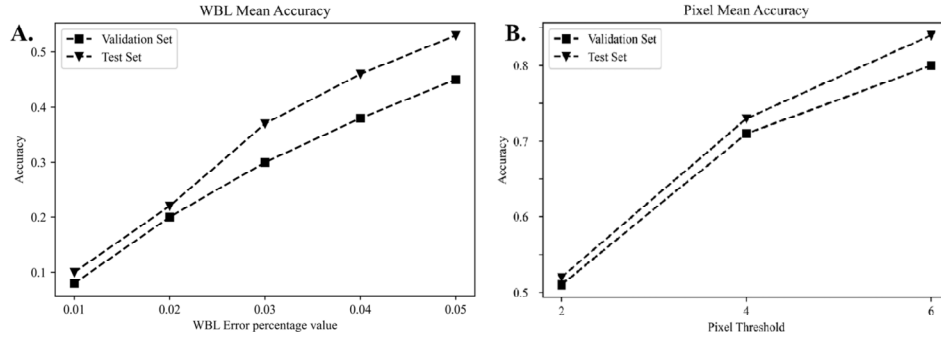 WBL Mean Accuracy
A.
Validation Set
Test Set
0.5
0.4
0.3
0.2
0.1
Accuracy
0.01 0.02 0.03 0.04 0.05
WBL Error percentage value
Pixel Mean Accuracy
B.
Validation Set
Test Set
0.8
0.7
0.6
0.5
Accuracy
2 4 6
Pixel Threshold